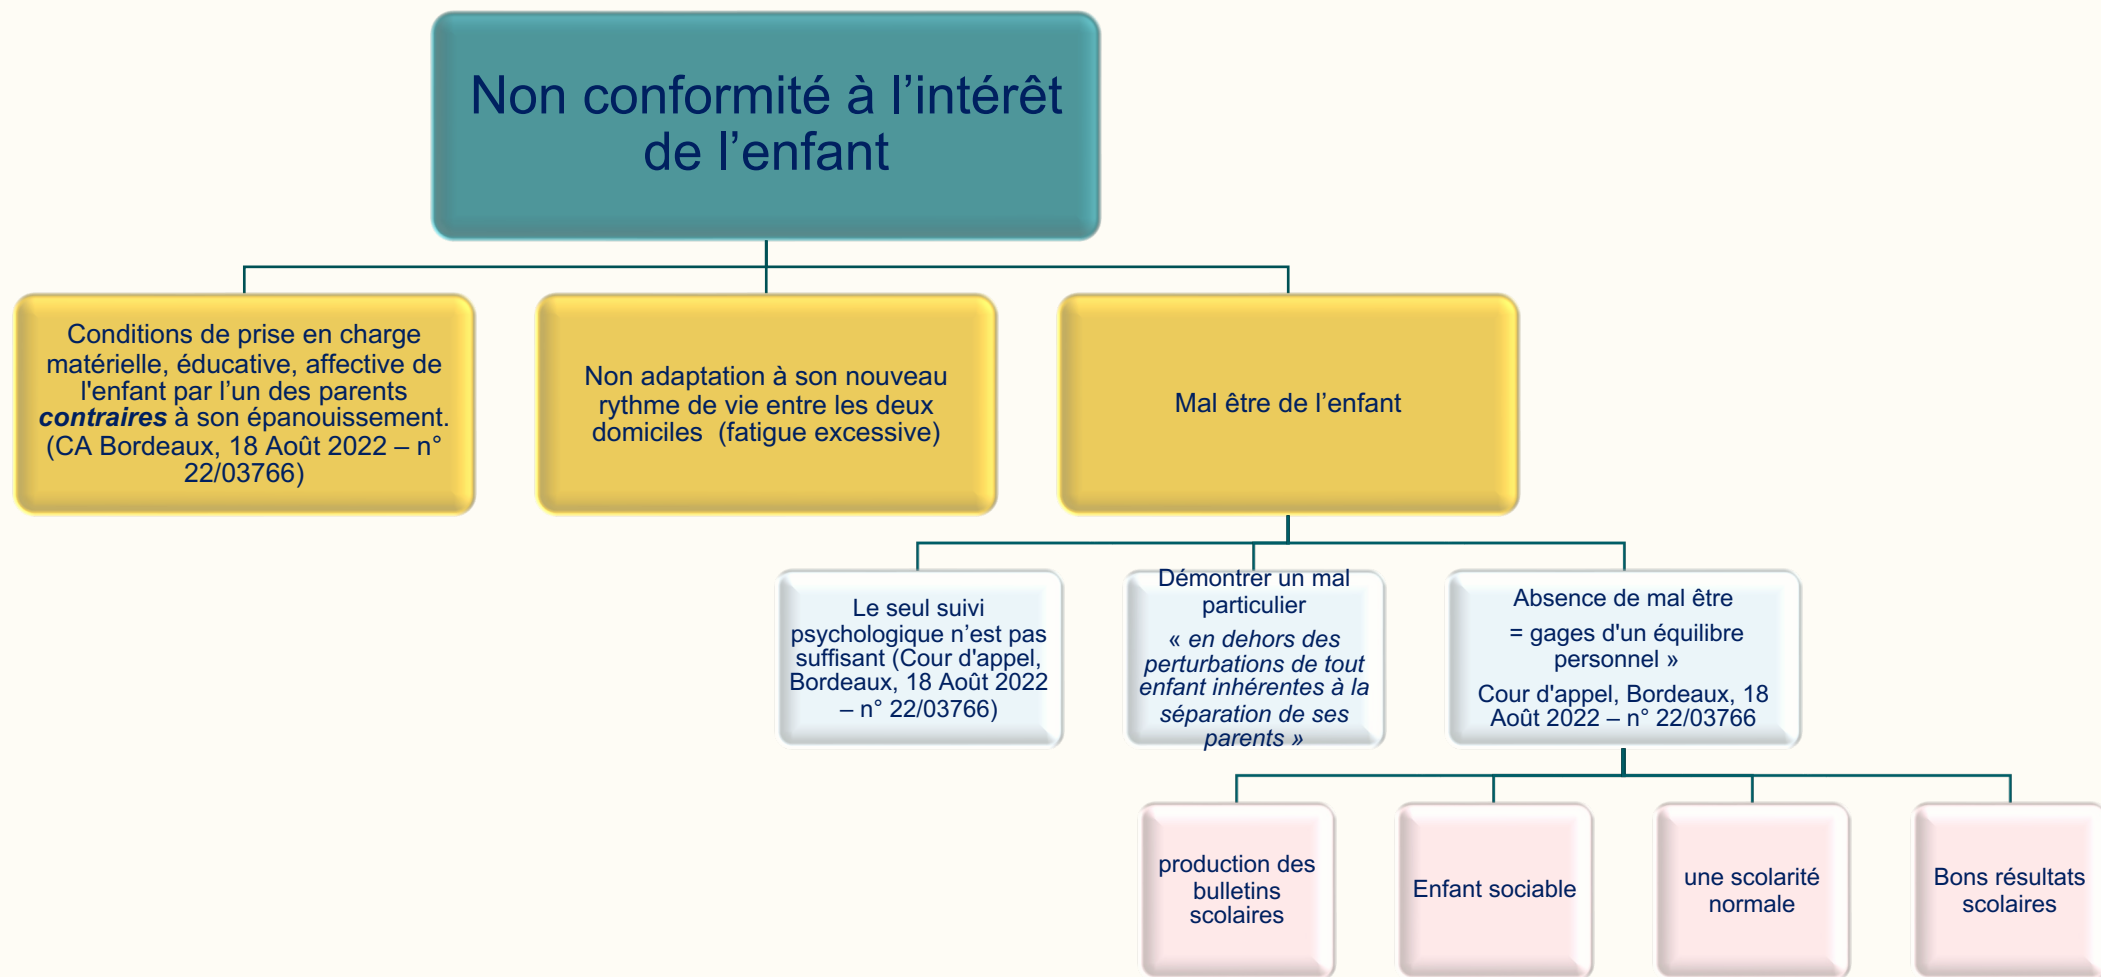 Non conformité à l’intérêt
de l’enfant
Conditions de prise en charge
matérielle, éducative, affective de
l'enfant par l’un des parents
contraires à son épanouissement.
(CA Bordeaux, 18 Août 2022 – n°
22/03766)
Non adaptation à son nouveau
rythme de vie entre les deux
domiciles (fatigue excessive)
Mal être de l’enfant
Le seul suivi
psychologique n’est pas
suffisant (Cour d'appel,
Bordeaux, 18 Août 2022
– n° 22/03766)
Démontrer un mal
particulier
« en dehors des
perturbations de tout
enfant inhérentes à la
séparation de ses
parents »
Absence de mal être
= gages d'un équilibre
personnel »
Cour d'appel, Bordeaux, 18
Août 2022 – n° 22/03766
production des
bulletins
scolaires
Enfant sociable
une scolarité
normale
Bons résultats
scolaires